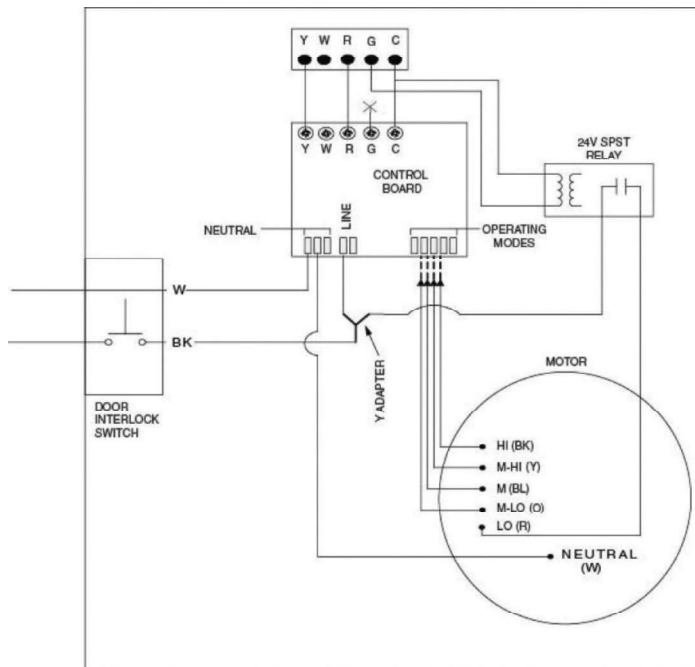 Y W R G C
Y W R G C
CONTROL
BOARD
24V SPST
RELAY
NEUTRAL
LINE
OPERATING
MODES
W
BK
Y ADAPTER
DOOR
INTERLOCK
SWITCH
MOTOR
HI (BK)
M-HI (Y)
M (BL)
M-LO (O)
LO (R)
NEUTRAL
(W)